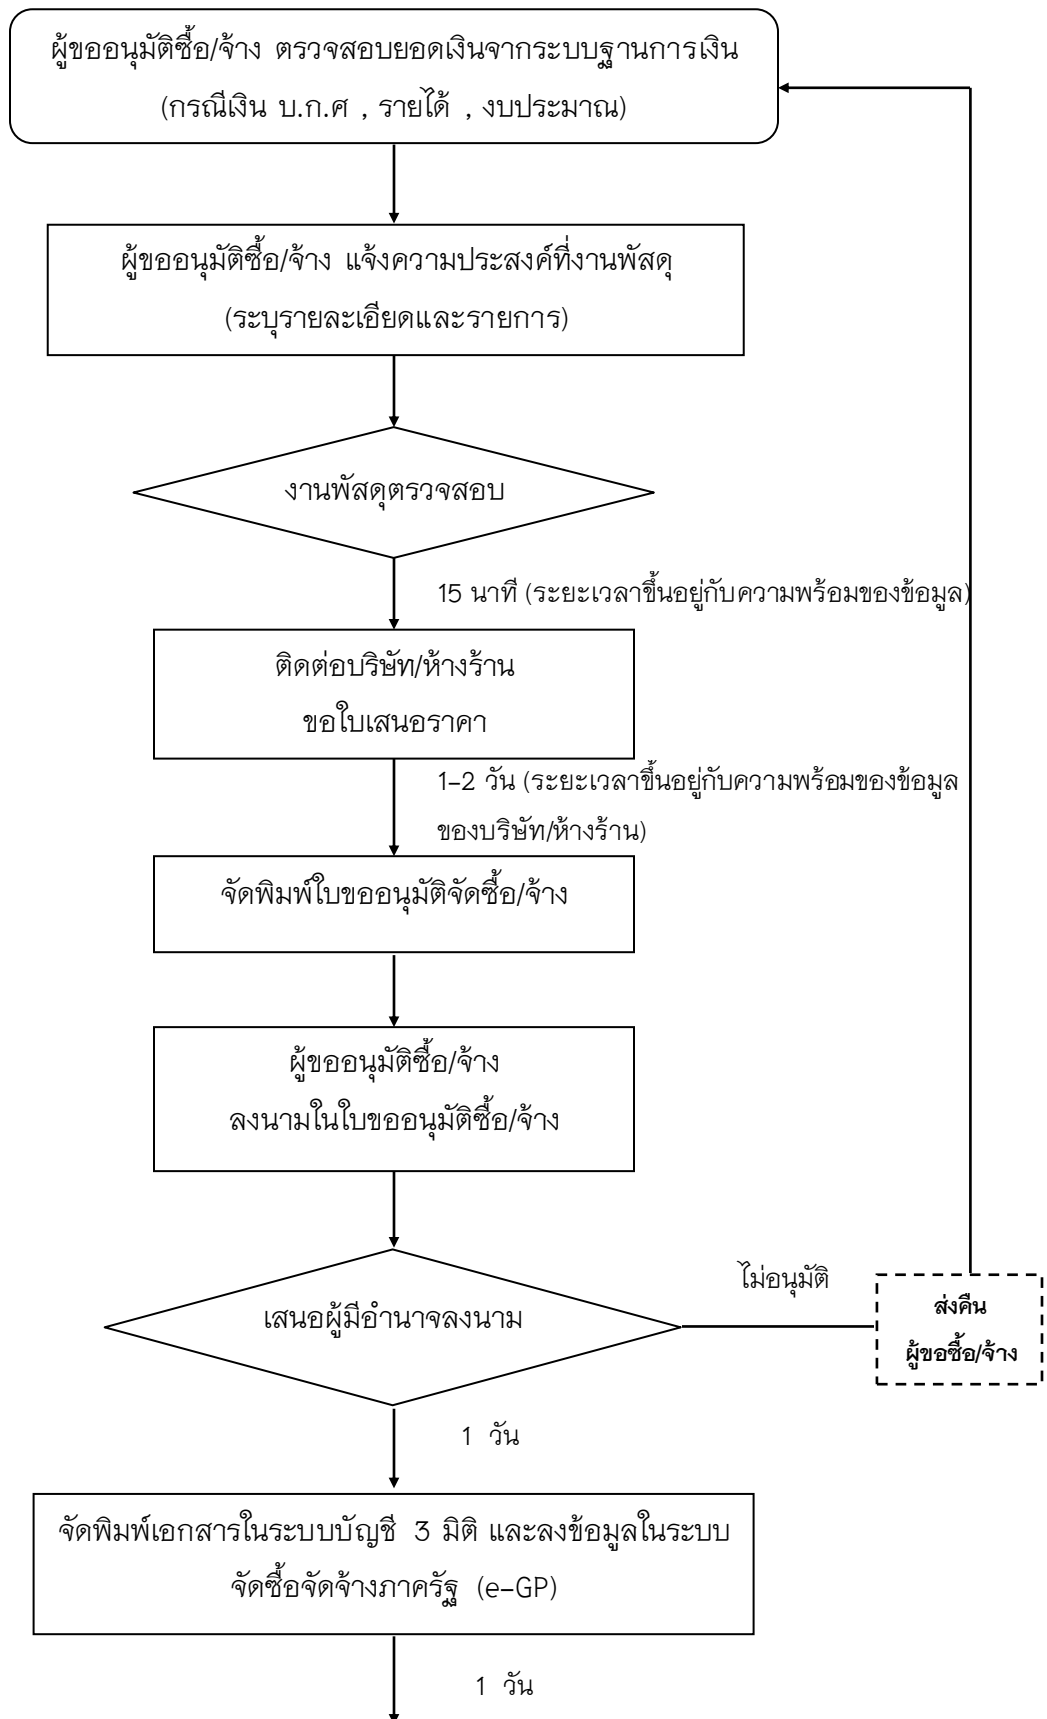 ผู้ขออนุมัติซื้อ/จ้าง ตรวจสอบยอดเงินจากระบบฐานการเงิน
(กรณีเงิน บ.ก.ศ , รายได้ , งบประมาณ)
ผู้ขออนุมัติซื้อ/จ้าง แจ้งความประสงค์ที่งานพัสดุ
(ระบุรายละเอียดและรายการ)
งานพัสดุตรวจสอบ
15 นาที (ระยะเวลาขึ้นอยู่กับความพร้อมของข้อมูล)
ติดต่อบริษัท/ห้างร้าน
ขอใบเสนอราคา
1-2 วัน (ระยะเวลาขึ้นอยู่กับความพร้อมของข้อมูล
ของบริษัท/ห้างร้าน)
จัดพิมพ์ใบขออนุมัติจัดซื้อ/จ้าง
ผู้ขออนุมัติซื้อ/จ้าง
ลงนามในใบขออนุมัติซื้อ/จ้าง
เสนอผู้มีอำนาจลงนาม
ไม่อนุมัติ
ส่งคืน
ผู้ขอซื้อ/จ้าง
1 วัน
จัดพิมพ์เอกสารในระบบบัญชี 3 มิติ และลงข้อมูลในระบบ
จัดซื้อจัดจ้างภาครัฐ (e-GP)
1 วัน